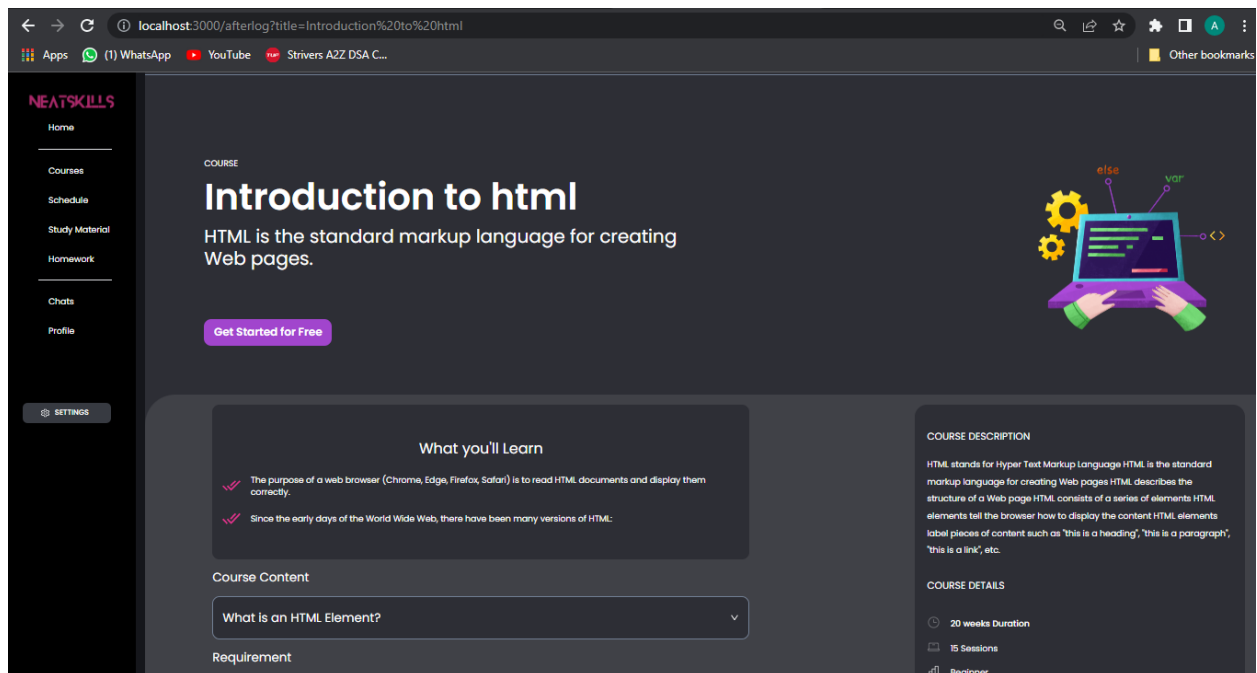 localhost:3000/afterlog?title=Introduction%20to%20html
A
Apps (1) WhatsApp YouTube TUF Strivers A2Z DSA C... Other bookmarks
NEATSKILLS
Home
Courses
Schedule
Study Material
Homework
Chats
Profile
SETTINGS
COURSE
Introduction to html
HTML is the standard markup language for creating
Web pages.
Get Started for Free
else
var
< >
What you'll Learn
The purpose of a web browser (Chrome, Edge, Firefox, Safari) is to read HTML documents and display them
correctly.
Since the early days of the World Wide Web, there have been many versions of HTML:
Course Content
What is an HTML Element?
Requirement
COURSE DESCRIPTION
HTML stands for Hyper Text Markup Language HTML is the standard
markup language for creating Web pages HTML describes the
structure of a Web page HTML consists of a series of elements HTML
elements tell the browser how to display the content HTML elements
label pieces of content such as "this is a heading", "this is a paragraph",
"this is a link", etc.
COURSE DETAILS
20 weeks Duration
15 Sessions
Beginner